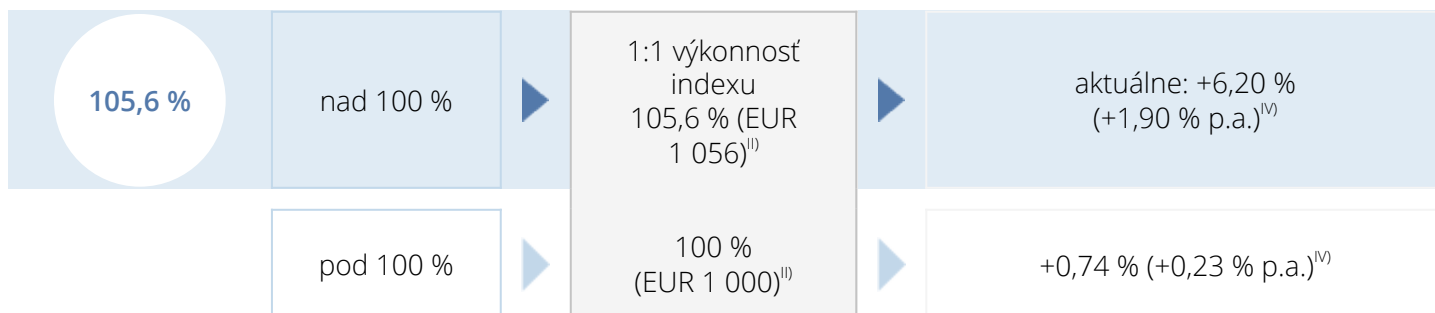 105,6 %
nad 100 %
1:1 výkonnosť
indexu
105,6 % (EUR
1 056)II)
aktuálne: +6,20 %
(+1,90 % p.a.)IV)
pod 100 %
100 %
(EUR 1 000)II)
+0,74 % (+0,23 % p.a.)IV)